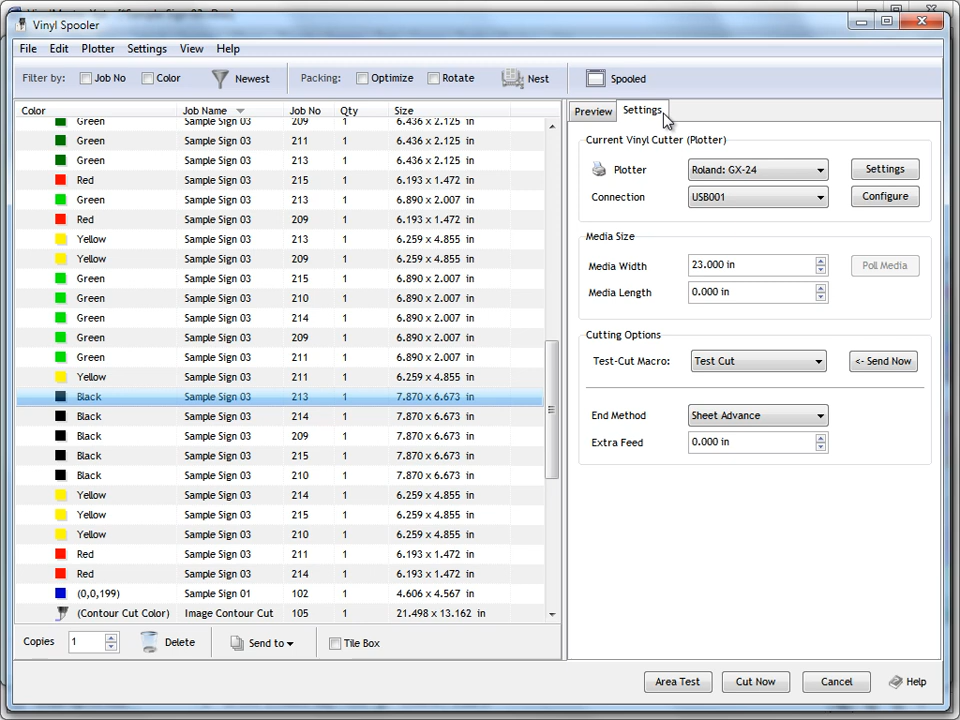 Vinyl Spooler
File Edit Plotter Settings View Help
Filter by: Job No Color Newest Packing: Optimize Rotate Nest Spooled
Color Job Name Job No Qty Size
Green Sample Sign 03 209 1 6.436 x 2.125 in
Green Sample Sign 03 211 1 6.436 x 2.125 in
Green Sample Sign 03 213 1 6.436 x 2.125 in
Red Sample Sign 03 215 1 6.193 x 1.472 in
Green Sample Sign 03 213 1 6.890 x 2.007 in
Red Sample Sign 03 209 1 6.193 x 1.472 in
Yellow Sample Sign 03 213 1 6.259 x 4.855 in
Yellow Sample Sign 03 209 1 6.259 x 4.855 in
Green Sample Sign 03 215 1 6.890 x 2.007 in
Green Sample Sign 03 210 1 6.890 x 2.007 in
Green Sample Sign 03 214 1 6.890 x 2.007 in
Green Sample Sign 03 209 1 6.890 x 2.007 in
Green Sample Sign 03 211 1 6.890 x 2.007 in
Yellow Sample Sign 03 211 1 6.259 x 4.855 in
Black Sample Sign 03 213 1 7.870 x 6.673 in
Black Sample Sign 03 214 1 7.870 x 6.673 in
Black Sample Sign 03 209 1 7.870 x 6.673 in
Black Sample Sign 03 215 1 7.870 x 6.673 in
Black Sample Sign 03 210 1 7.870 x 6.673 in
Yellow Sample Sign 03 214 1 6.259 x 4.855 in
Yellow Sample Sign 03 215 1 6.259 x 4.855 in
Yellow Sample Sign 03 210 1 6.259 x 4.855 in
Red Sample Sign 03 211 1 6.193 x 1.472 in
Red Sample Sign 03 214 1 6.193 x 1.472 in
(0,0,199) Sample Sign 01 102 1 4.606 x 4.567 in
(Contour Cut Color) Image Contour Cut 105 1 21.498 x 13.162 in
Copies 1 Delete Send to Tile Box
Preview Settings
Current Vinyl Cutter (Plotter)
Plotter Roland: GX-24 Settings
Connection USB001 Configure
Media Size
Media Width 23.000 in Poll Media
Media Length 0.000 in
Cutting Options
Test-Cut Macro: Test Cut <- Send Now
End Method Sheet Advance
Extra Feed 0.000 in
Area Test Cut Now Cancel Help